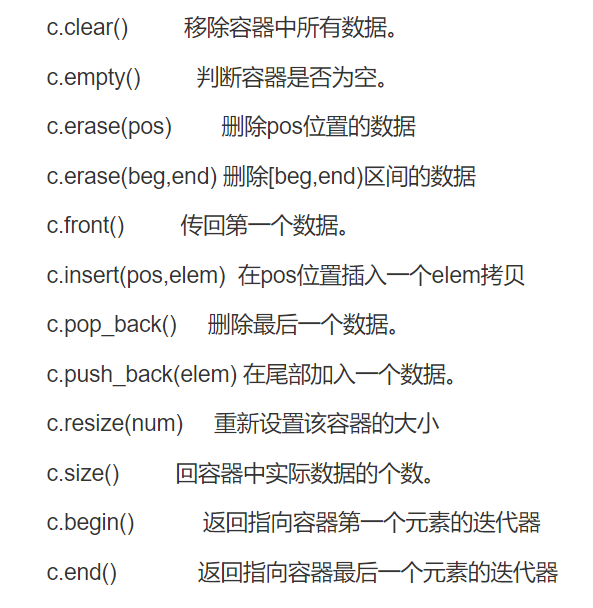 c.clear() 移除容器中所有数据。
c.empty() 判断容器是否为空。
c.erase(pos) 删除pos位置的数据
c.erase(beg,end) 删除[beg,end)区间的数据
c.front() 传回第一个数据。
c.insert(pos,elem) 在pos位置插入一个elem拷贝
c.pop_back() 删除最后一个数据。
c.push_back(elem) 在尾部加入一个数据。
c.resize(num) 重新设置该容器的大小
c.size() 回容器中实际数据的个数。
c.begin() 返回指向容器第一个元素的迭代器
c.end() 返回指向容器最后一个元素的迭代器